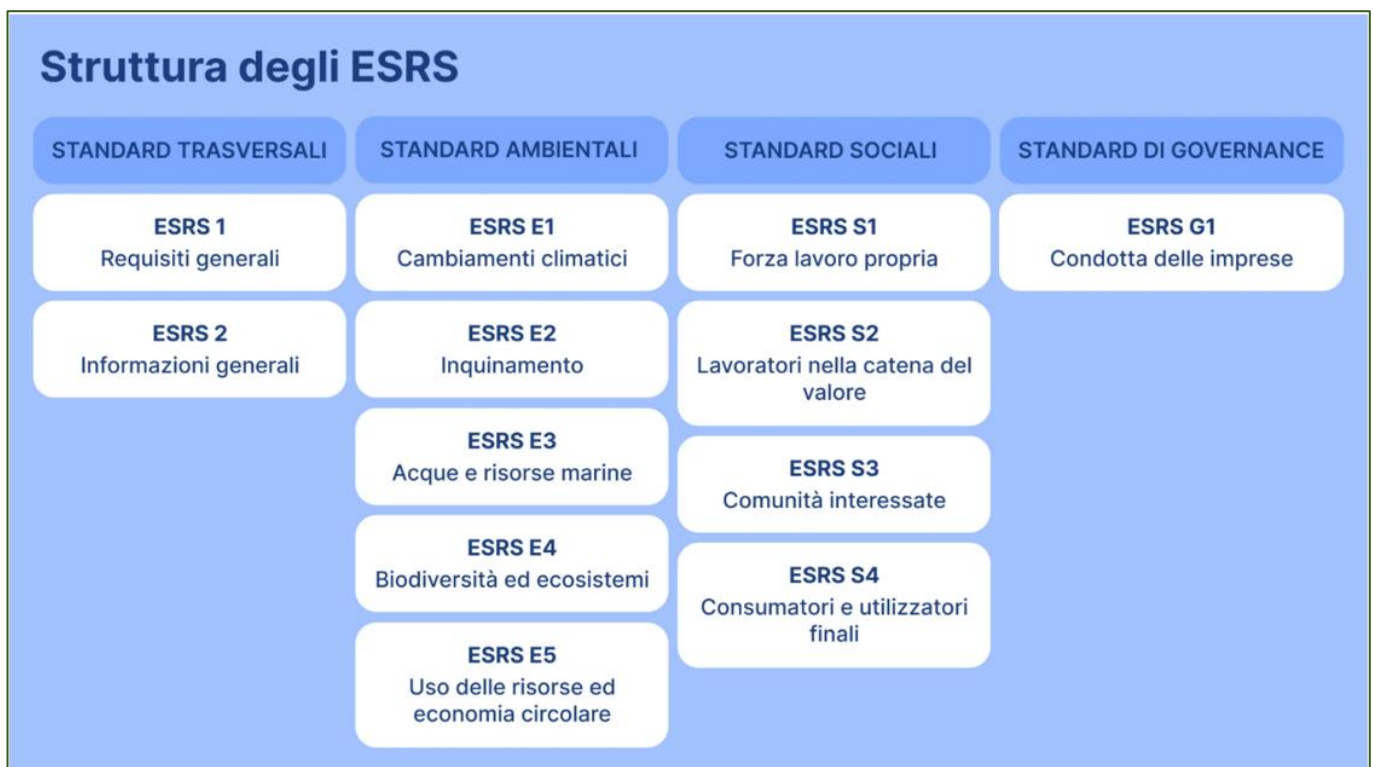 Struttura degli ESRS
STANDARD TRASVERSALI
ESRS 1
Requisiti generali
ESRS 2
Informazioni generali
STANDARD AMBIENTALI
ESRS E1
Cambiamenti climatici
ESRS E2
Inquinamento
ESRS E3
Acque e risorse marine
ESRS E4
Biodiversità ed ecosistemi
ESRS E5
Uso delle risorse ed
economia circolare
STANDARD SOCIALI
ESRS S1
Forza lavoro propria
ESRS S2
Lavoratori nella catena del
valore
ESRS S3
Comunità interessate
ESRS S4
Consumatori e utilizzatori
finali
STANDARD DI GOVERNANCE
ESRS G1
Condotta delle imprese